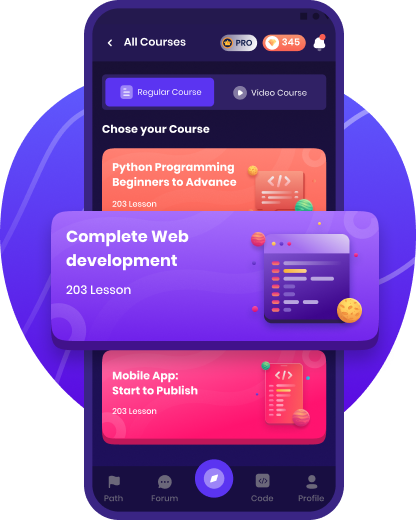 All Courses
PRO
345
Regular Course
Video Course
Chose your Course
Python Programming
Beginners to Advance
203 Lesson
Complete Web
development
203 Lesson
Mobile App:
Start to Publish
203 Lesson
Path
Forum
Code
Profile